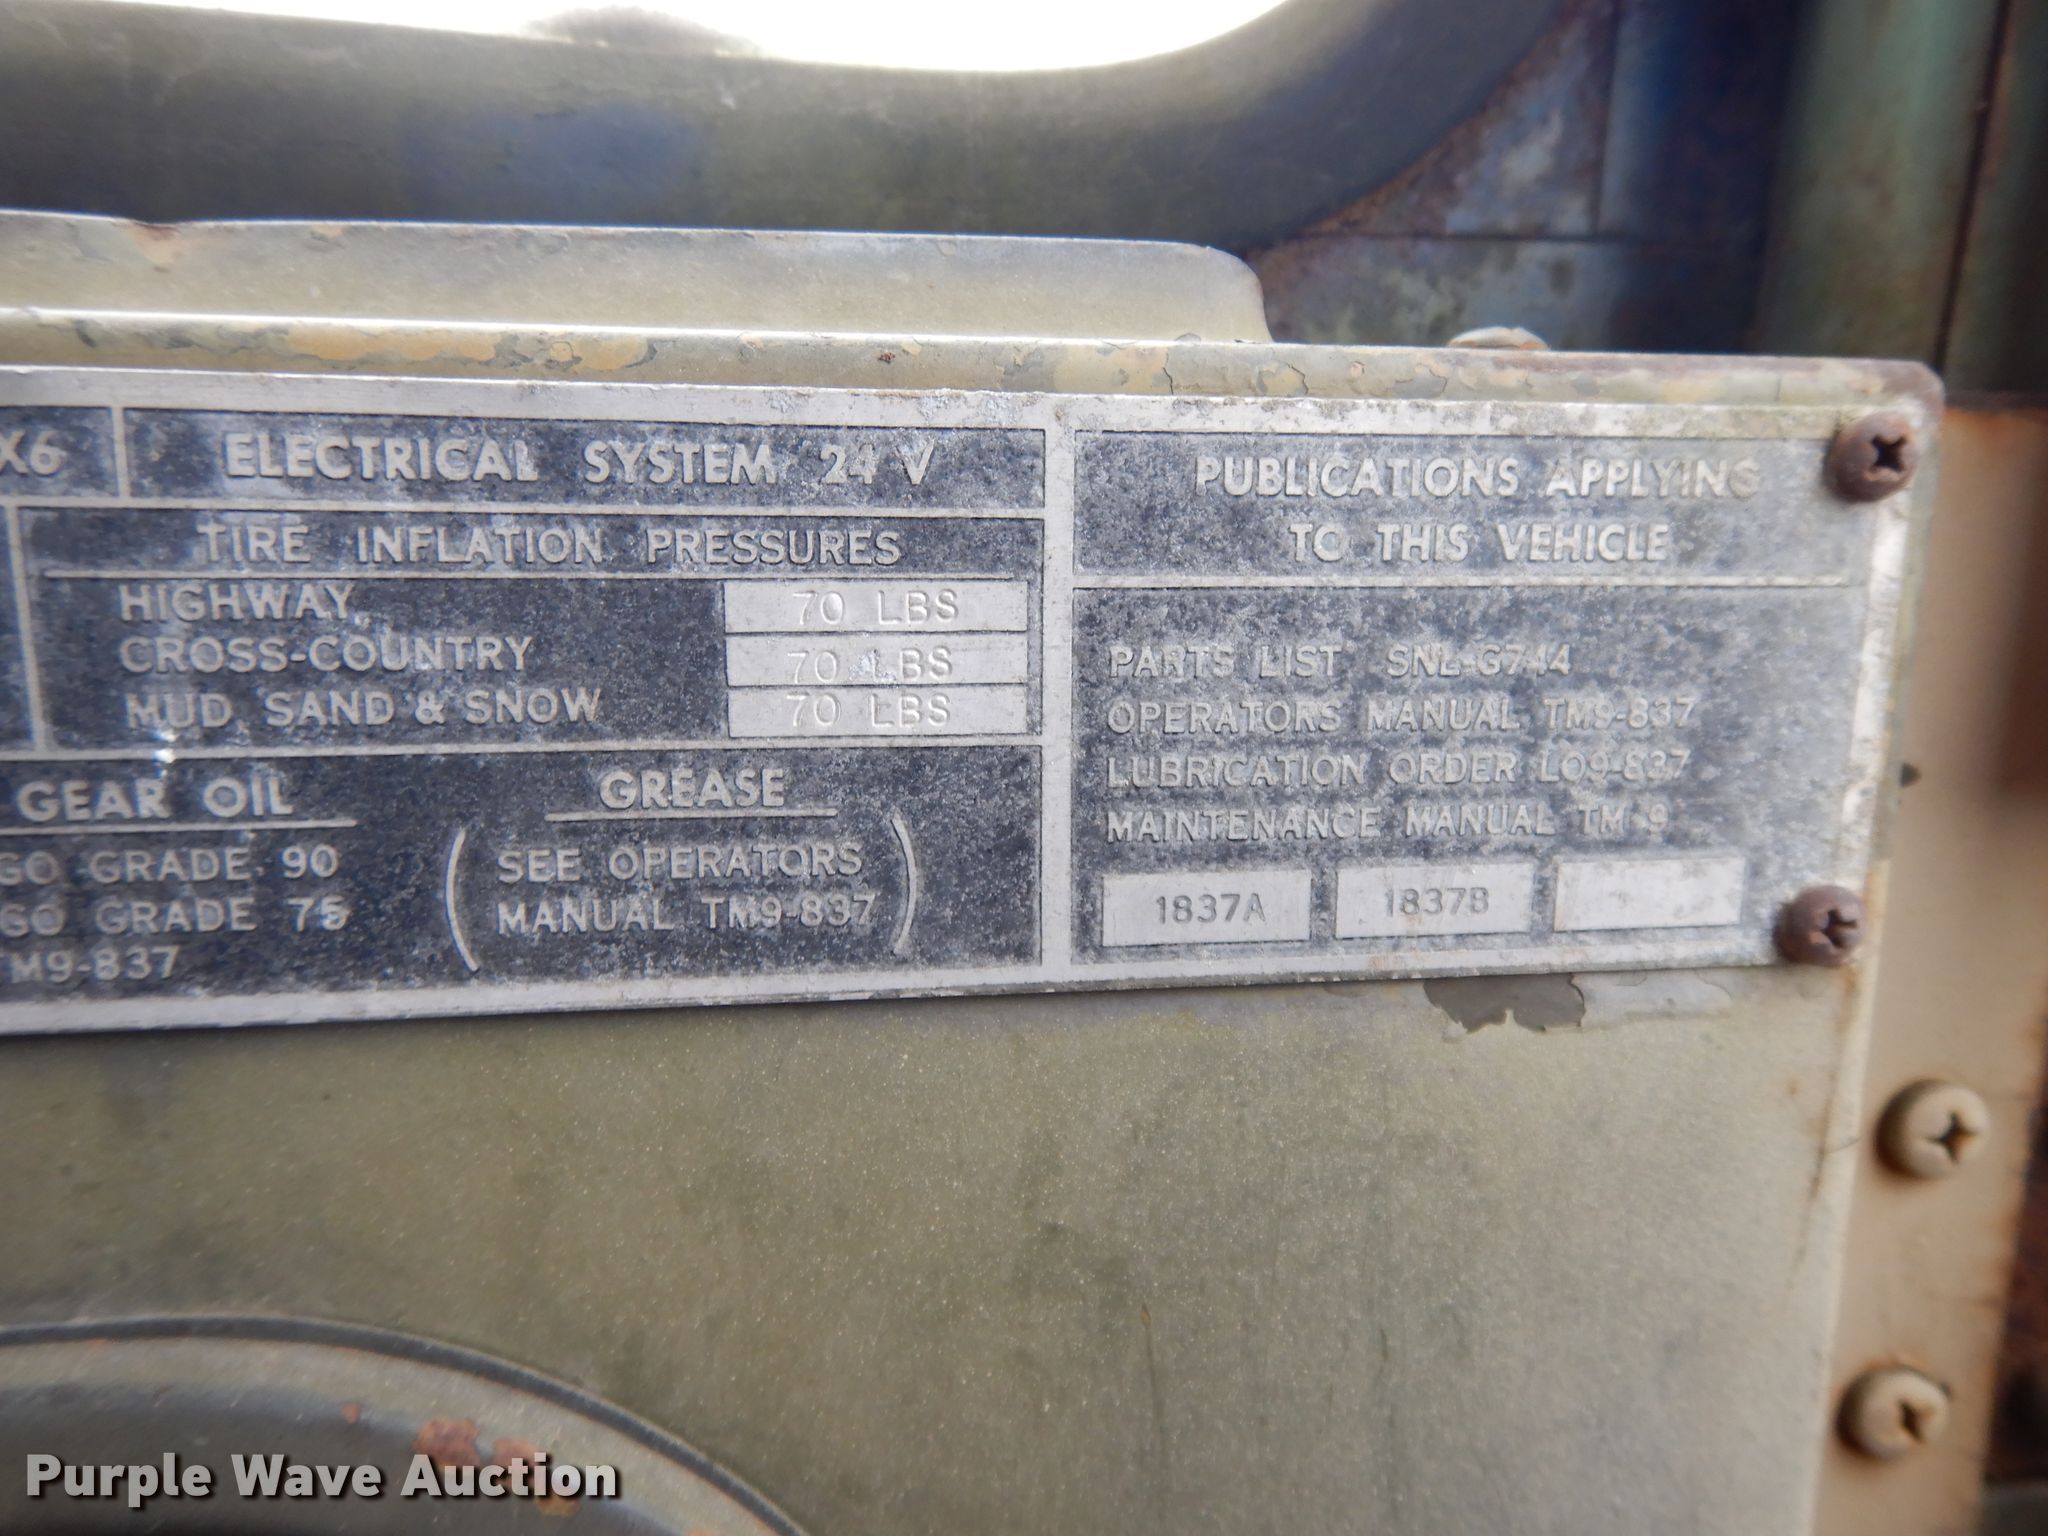 X6
ELECTRICAL SYSTEM 24 V
TIRE INFLATION PRESSURES
HIGHWAY 70 LBS
CROSS-COUNTRY 70 LBS
MUD, SAND & SNOW 70 LBS
GEAR OIL
GO GRADE 90
GO GRADE 75
TM9-837
GREASE
(SEE OPERATORS
MANUAL TM9-837)
PUBLICATIONS APPLYING
TO THIS VEHICLE
PARTS LIST SNL-G744
OPERATORS MANUAL TM9-837
LUBRICATION ORDER LO9-837
MAINTENANCE MANUAL TM 9
1837A 1837B
Purple Wave Auction